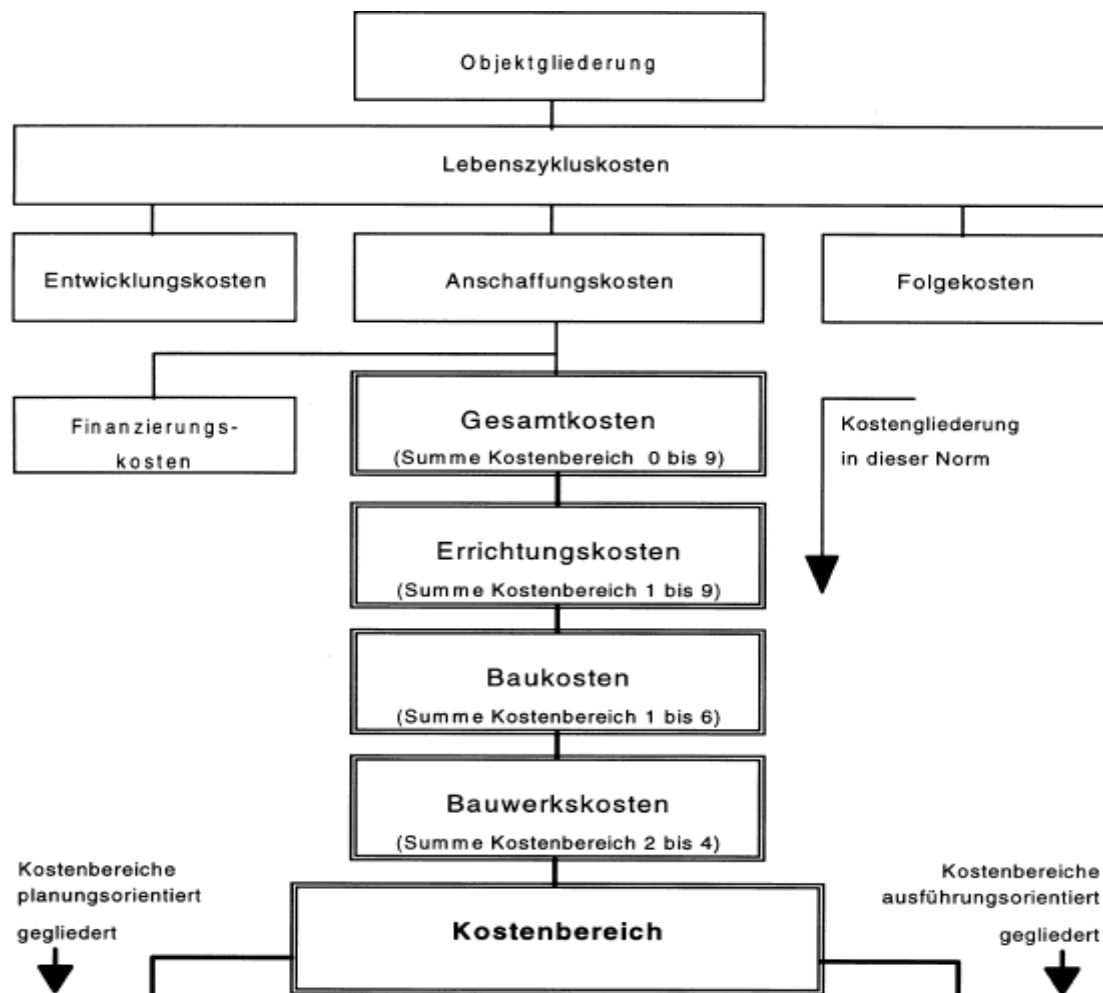 Objektgliederung
Lebenszykluskosten
Entwicklungskosten
Anschaffungskosten
Folgekosten
Finanzierungs-
kosten
Gesamtkosten
(Summe Kostenbereich 0 bis 9)
Kostengliederung
in dieser Norm
Errichtungskosten
(Summe Kostenbereich 1 bis 9)
Baukosten
(Summe Kostenbereich 1 bis 6)
Bauwerkskosten
(Summe Kostenbereich 2 bis 4)
Kostenbereiche
planungsorientiert
gegliedert
Kostenbereich
Kostenbereiche
ausführungsorientiert
gegliedert